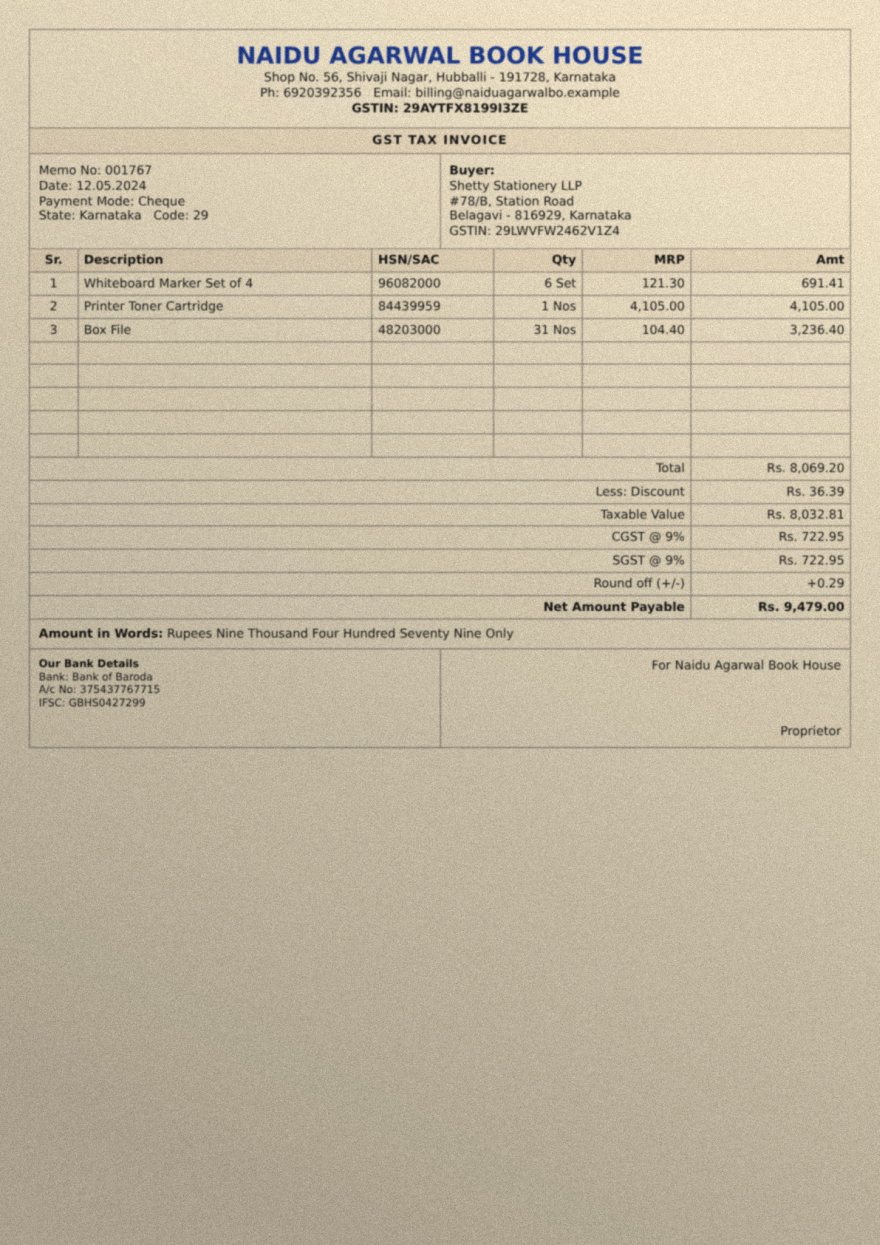 NAIDU AGARWAL BOOK HOUSE
Shop No. 56, Shivaji Nagar, Hubballi - 191728, Karnataka
Ph: 6920392356 Email: billing@naiduagarwalbo.example
GSTIN: 29AYTFX8199I3ZE
GST TAX INVOICE
Memo No: 001767
Date: 12.05.2024
Payment Mode: Cheque
State: Karnataka Code: 29
Buyer:
Shetty Stationery LLP
#78/B, Station Road
Belagavi - 816929, Karnataka
GSTIN: 29LWVFW2462V1Z4
Sr. Description HSN/SAC Qty MRP Amt
1 Whiteboard Marker Set of 4 96082000 6 Set 121.30 691.41
2 Printer Toner Cartridge 84439959 1 Nos 4,105.00 4,105.00
3 Box File 48203000 31 Nos 104.40 3,236.40
Total Rs. 8,069.20
Less: Discount Rs. 36.39
Taxable Value Rs. 8,032.81
CGST @ 9% Rs. 722.95
SGST @ 9% Rs. 722.95
Round off (+/-) +0.29
Net Amount Payable Rs. 9,479.00
Amount in Words: Rupees Nine Thousand Four Hundred Seventy Nine Only
Our Bank Details
Bank: Bank of Baroda
A/c No: 375437767715
IFSC: GBHS0427299
For Naidu Agarwal Book House
Proprietor